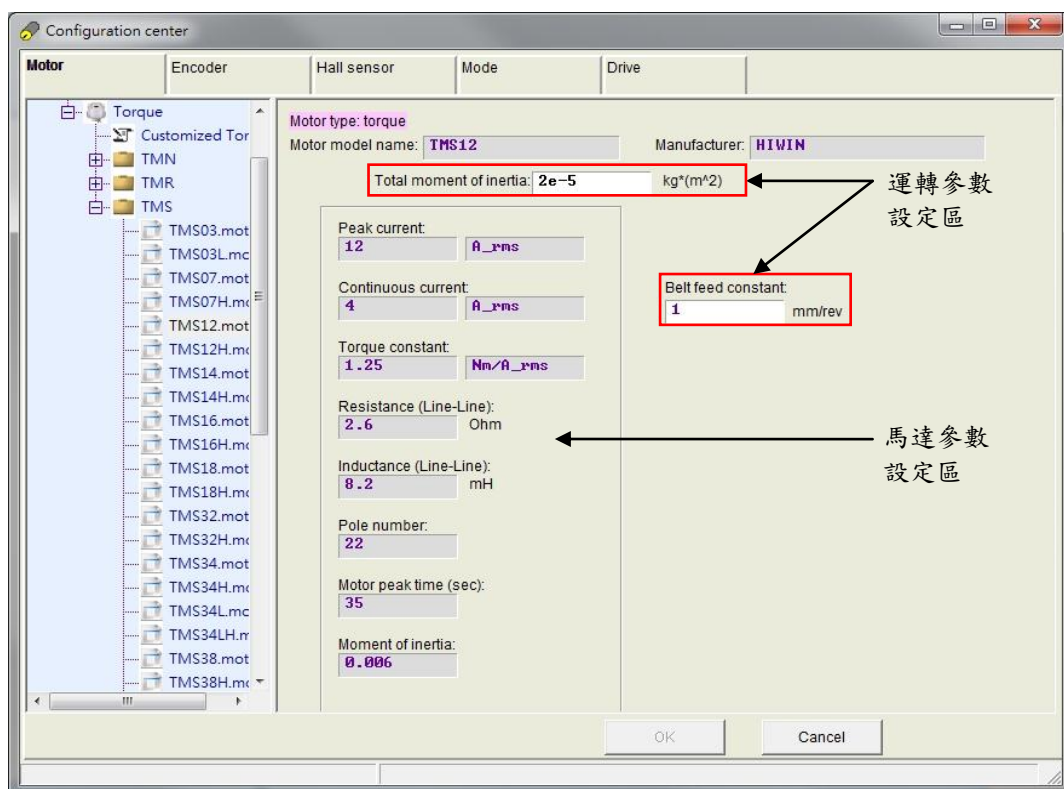 Configuration center
Motor
Encoder
Hall sensor
Mode
Drive
Torque
Customized Tor
TMN
TMR
TMS
TMS03.mot
TMS03L.mc
TMS07.mot
TMS07H.mc
TMS12.mot
TMS12H.mc
TMS14.mot
TMS14H.mc
TMS16.mot
TMS16H.mc
TMS18.mot
TMS18H.mc
TMS32.mot
TMS32H.mc
TMS34.mot
TMS34H.mc
TMS34L.mc
TMS34LH.m
TMS38.mot
TMS38H.mc
Motor type: torque
Motor model name: TMS12
Manufacturer: HIWIN
Total moment of inertia: 2e-5 kg*(m^2)
運轉參數
設定區
Peak current:
12 A_rms
Continuous current:
4 A_rms
Belt feed constant:
1 mm/rev
Torque constant:
1.25 Nm/A_rms
Resistance (Line-Line):
2.6 Ohm
馬達參數
設定區
Inductance (Line-Line):
8.2 mH
Pole number:
22
Motor peak time (sec):
35
Moment of inertia:
0.006
OK
Cancel